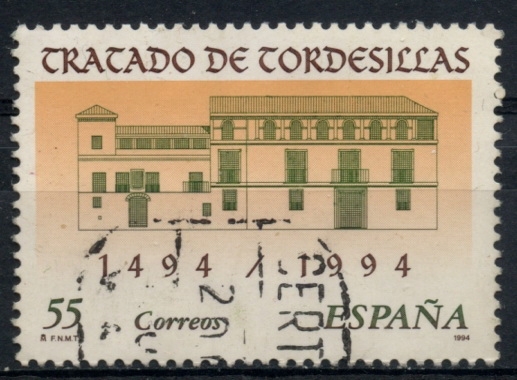 TRATADO DE TORDESILLAS
1494 / 1994
55 Correos ESPAÑA
F.N.M.T. 1994